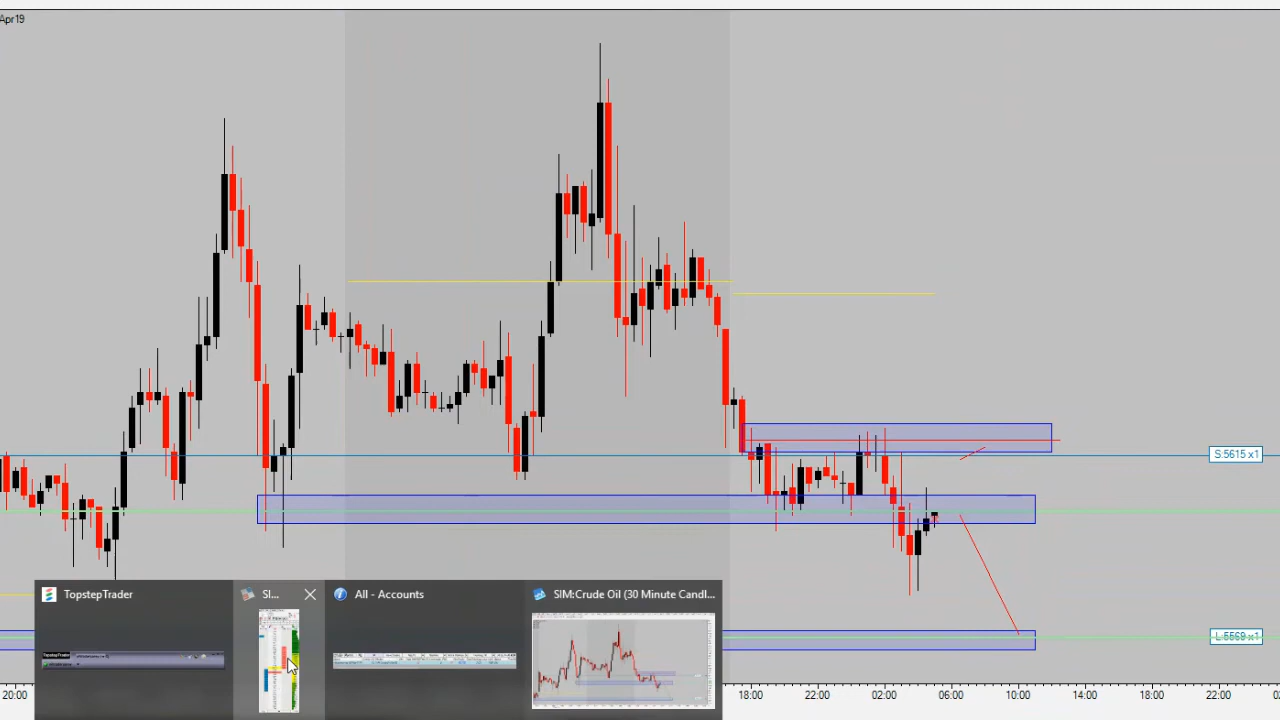 Apr19
S:5615 x1
TopstepTrader
SI...
All - Accounts
SIM:Crude Oil (30 Minute Candl...
L:5569 x1
20:00
18:00
22:00
02:00
06:00
10:00
14:00
18:00
22:00